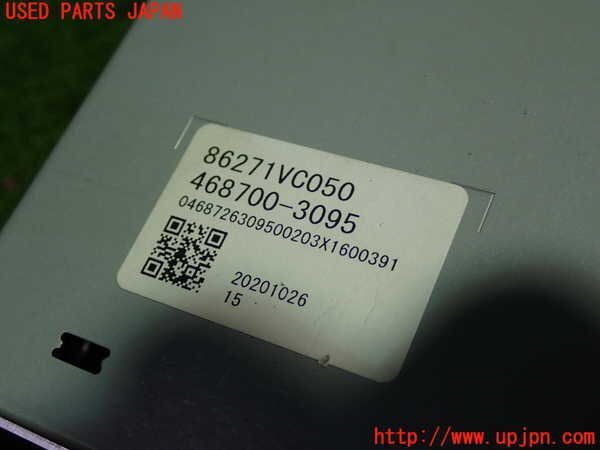 USED PARTS JAPAN
86271VC050
468700-3095
0468726309500203X1600391
20201026
15
http://www.upjpn.com/